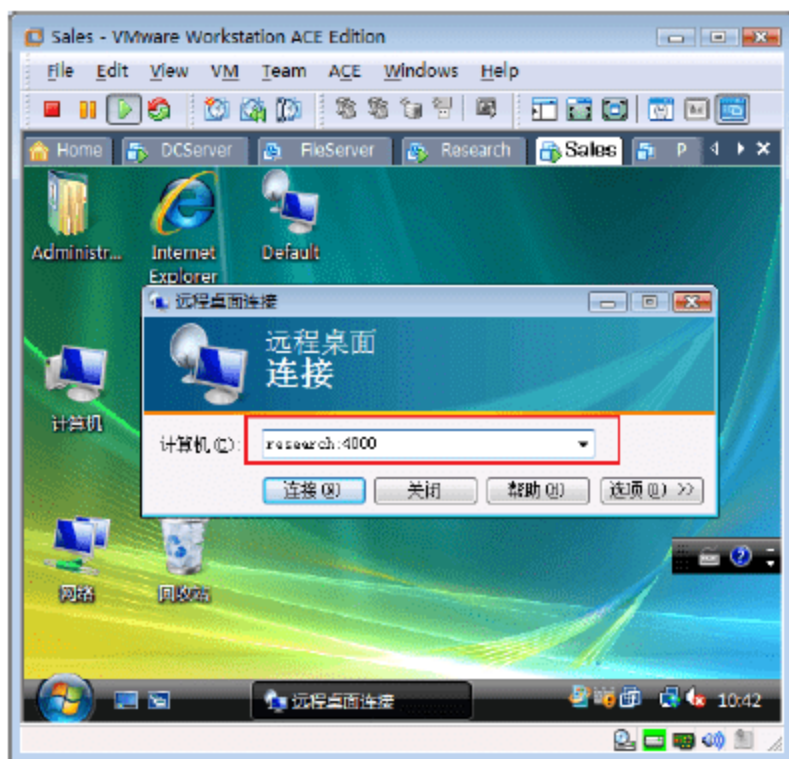 Sales - VMware Workstation ACE Edition
File Edit View VM Team ACE Windows Help
Home DCServer FileServer Research Sales P
Administr... Internet Explorer Default
远程桌面连接
远程桌面
连接
计算机
计算机(C): research:4000
连接(N) 关闭 帮助(H) 选项(O) >>
网络 回收站
远程桌面连接 10:42